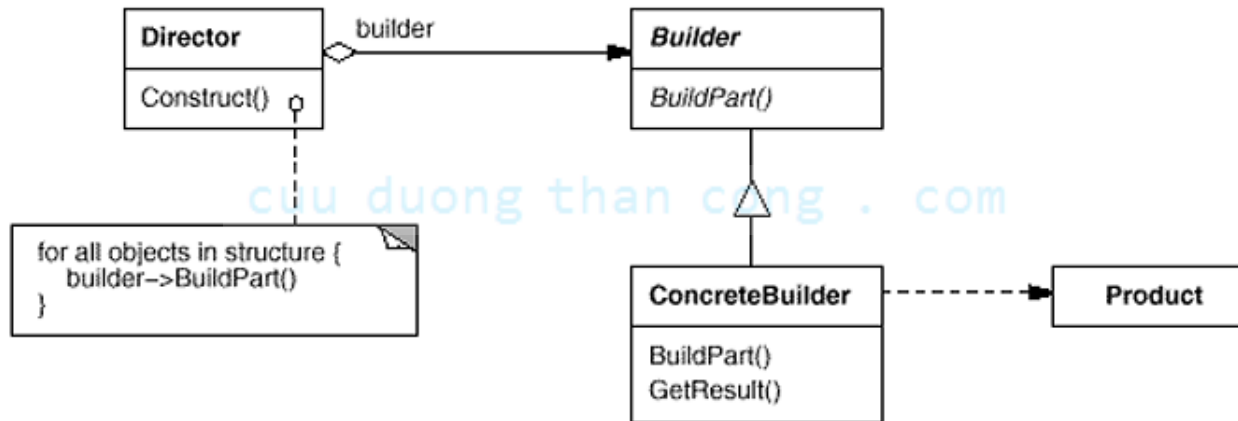 Director
Construct()
builder
Builder
BuildPart()
cuu duong than cong . com
for all objects in structure {
builder->BuildPart()
}
ConcreteBuilder
BuildPart()
GetResult()
Product